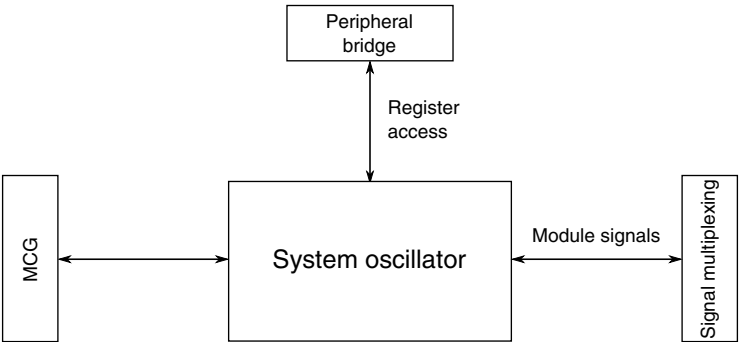 Peripheral
bridge
Register
access
MCG
System oscillator
Module signals
Signal multiplexing